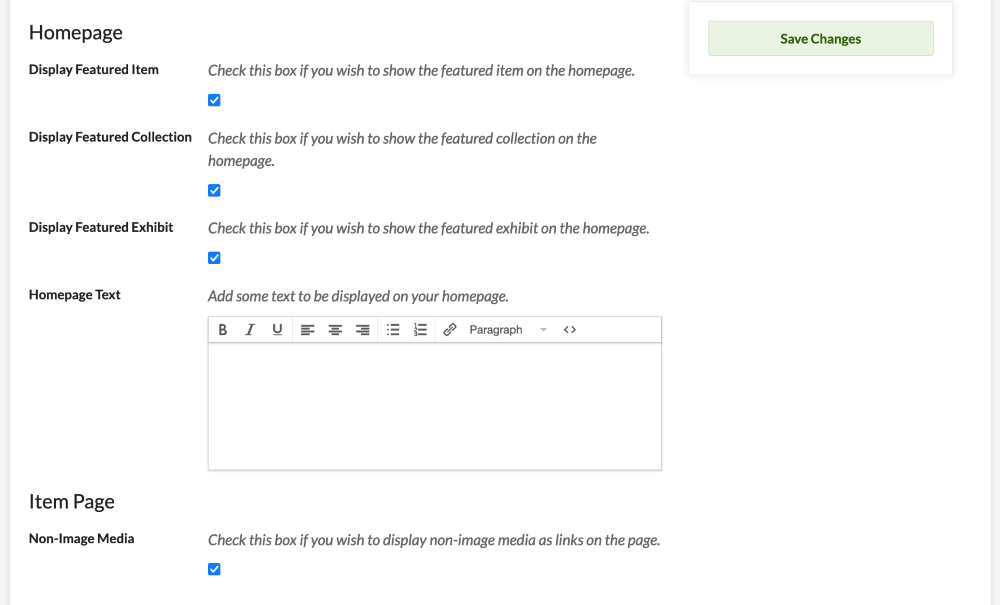 Homepage
Save Changes
Display Featured Item
Check this box if you wish to show the featured item on the homepage.
Display Featured Collection
Check this box if you wish to show the featured collection on the
homepage.
Display Featured Exhibit
Check this box if you wish to show the featured exhibit on the homepage.
Homepage Text
Add some text to be displayed on your homepage.
B I U Paragraph
Item Page
Non-Image Media
Check this box if you wish to display non-image media as links on the page.